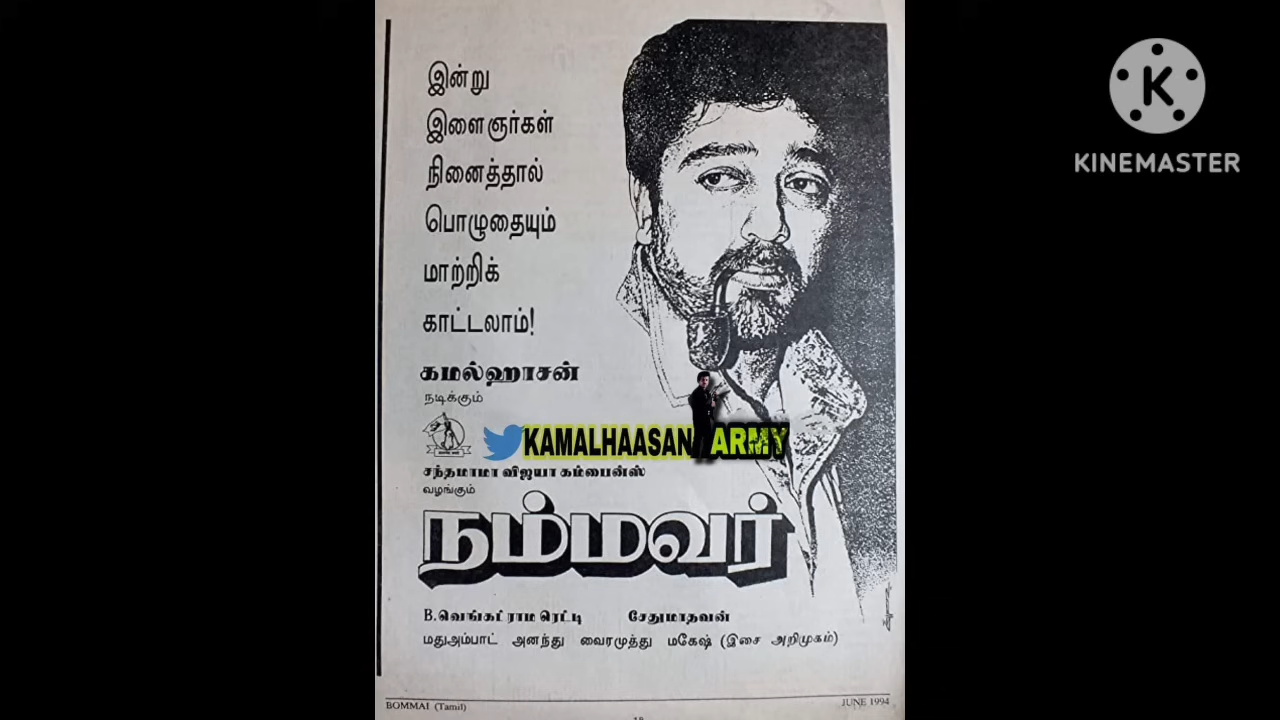 இன்று
இளைஞர்கள்
நினைத்தால்
பொழுதையும்
மாற்றிக்
காட்டலாம்!
கமல்ஹாசன்
நடிக்கும்
KAMALHAASAN ARMY
சந்தமாமா விஜயா கம்பைன்ஸ்
வழங்கும்
நம்மவர்
B.வெங்கட்ராம ரெட்டி சேதுமாதவன்
மதுஅம்பாட் அனந்து வைரமுத்து மகேஷ் (இசை அறிமுகம்)
BOMMAI (Tamil) JUNE 1994
K
KINEMASTER